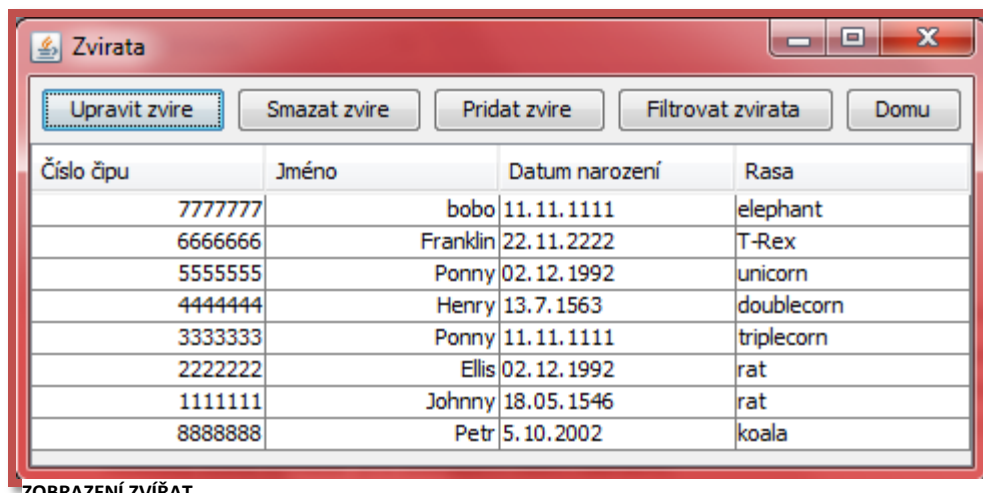 Zvirata
Upravit zvire Smazat zvire Pridat zvire Filtrovat zvirata Domu
Číslo čipu Jméno Datum narození Rasa
7777777 bobo 11.11.1111 elephant
6666666 Franklin 22.11.2222 T-Rex
5555555 Ponny 02.12.1992 unicorn
4444444 Henry 13.7.1563 doublecorn
3333333 Ponny 11.11.1111 triplecorn
2222222 Ellis 02.12.1992 rat
1111111 Johnny 18.05.1546 rat
8888888 Petr 5.10.2002 koala
ZOBRAZENÍ ZVÍŘAT